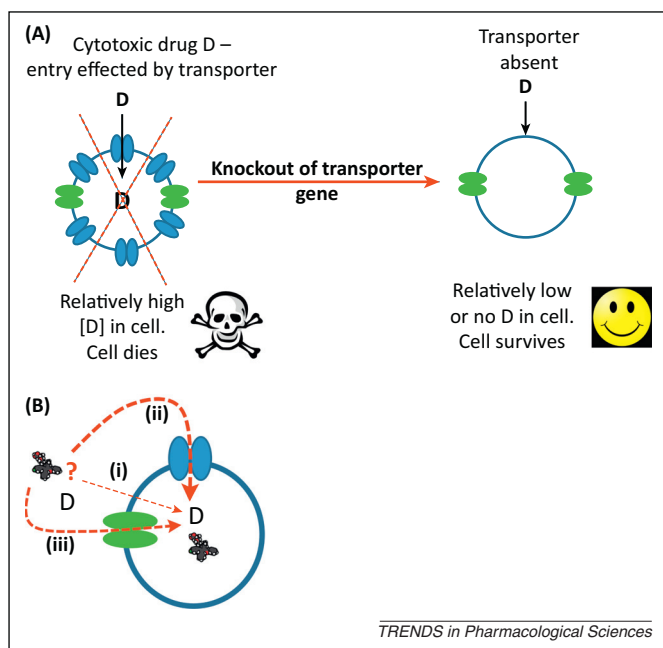 (A)
Cytotoxic drug D –
entry effected by transporter
D
D
Relatively high
[D] in cell.
Cell dies
Knockout of transporter
gene
Transporter
absent
D
Relatively low
or no D in cell.
Cell survives
(B)
(ii)
(i)
?
D
D
(iii)
TRENDS in Pharmacological Sciences